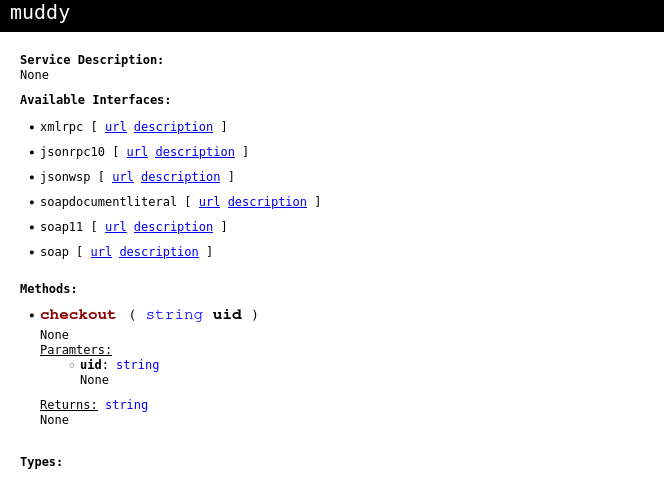 muddy
Service Description:
None
Available Interfaces:
• xmlrpc [ url description ]
• jsonrpc10 [ url description ]
• jsonwsp [ url description ]
• soapdocumentliteral [ url description ]
• soap11 [ url description ]
• soap [ url description ]
Methods:
• checkout ( string uid )
None
Paramters:
○ uid: string
None
Returns: string
None
Types: